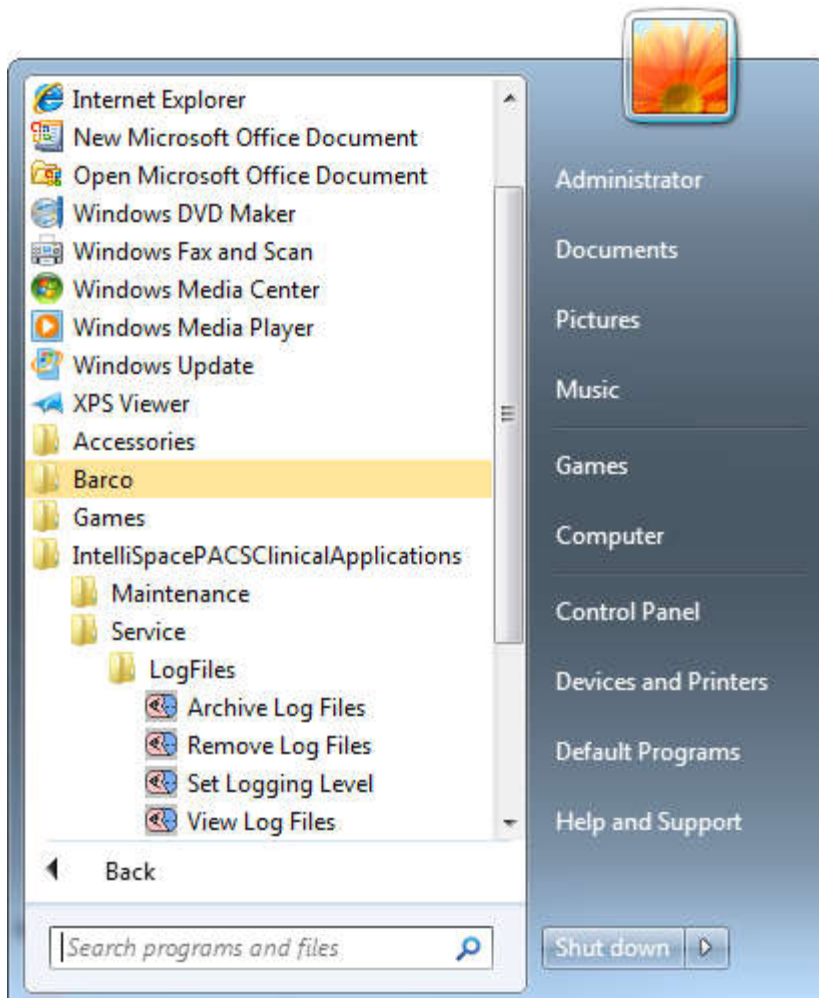 Internet Explorer
New Microsoft Office Document
Open Microsoft Office Document
Windows DVD Maker
Windows Fax and Scan
Windows Media Center
Windows Media Player
Windows Update
XPS Viewer
Accessories
Barco
Games
IntelliSpacePACSClinicalApplications
Maintenance
Service
LogFiles
Archive Log Files
Remove Log Files
Set Logging Level
View Log Files
Back
Search programs and files
Administrator
Documents
Pictures
Music
Games
Computer
Control Panel
Devices and Printers
Default Programs
Help and Support
Shut down